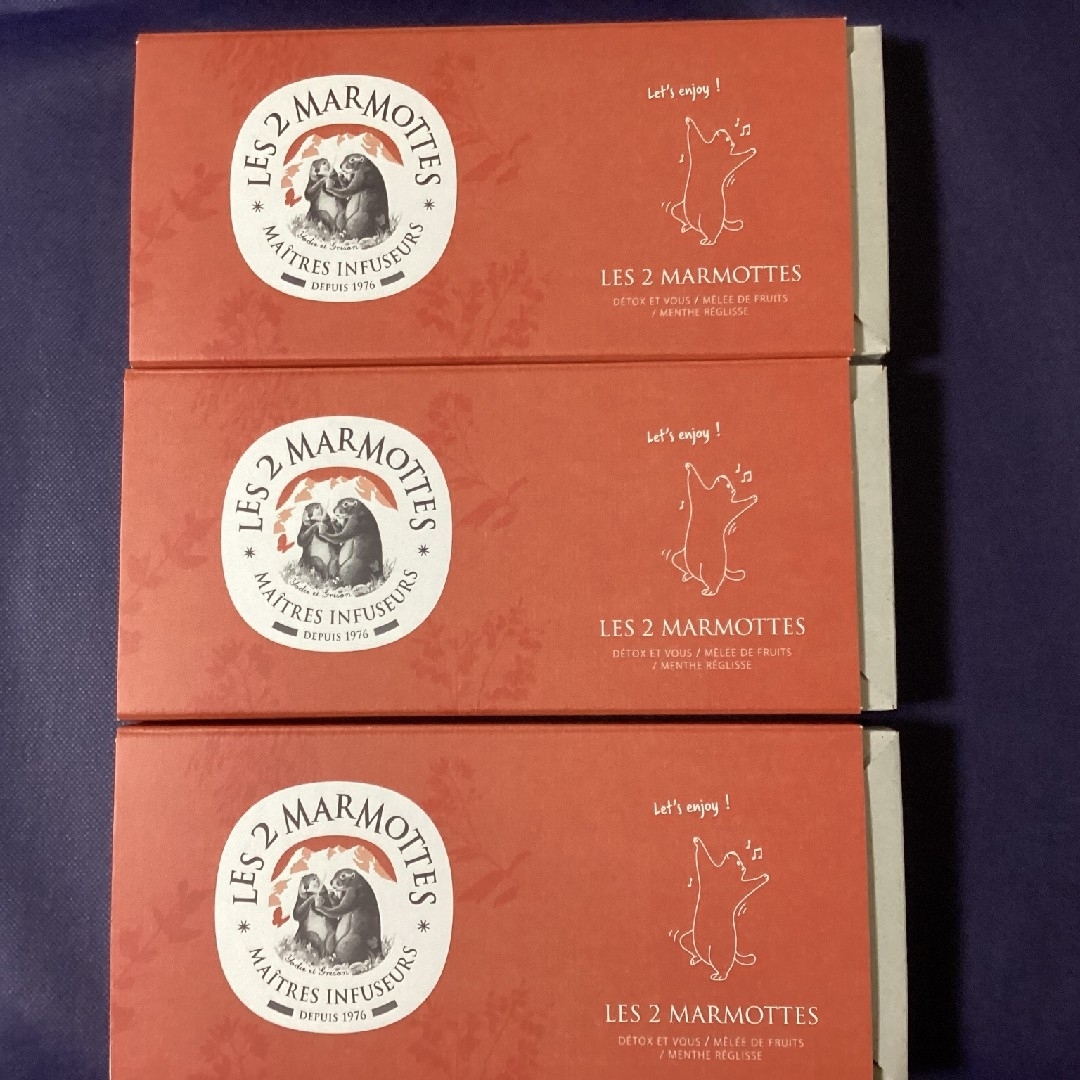 LES 2 MARMOTTES
MAÎTRES INFUSEURS
DEPUIS 1976
Let's enjoy !
LES 2 MARMOTTES
DÉTOX ET VOUS / MÊLÉE DE FRUITS
/ MENTHE RÉGLISSE
LES 2 MARMOTTES
MAÎTRES INFUSEURS
DEPUIS 1976
Let's enjoy !
LES 2 MARMOTTES
DÉTOX ET VOUS / MÊLÉE DE FRUITS
/ MENTHE RÉGLISSE
LES 2 MARMOTTES
MAÎTRES INFUSEURS
DEPUIS 1976
Let's enjoy !
LES 2 MARMOTTES
DÉTOX ET VOUS / MÊLÉE DE FRUITS
/ MENTHE RÉGLISSE